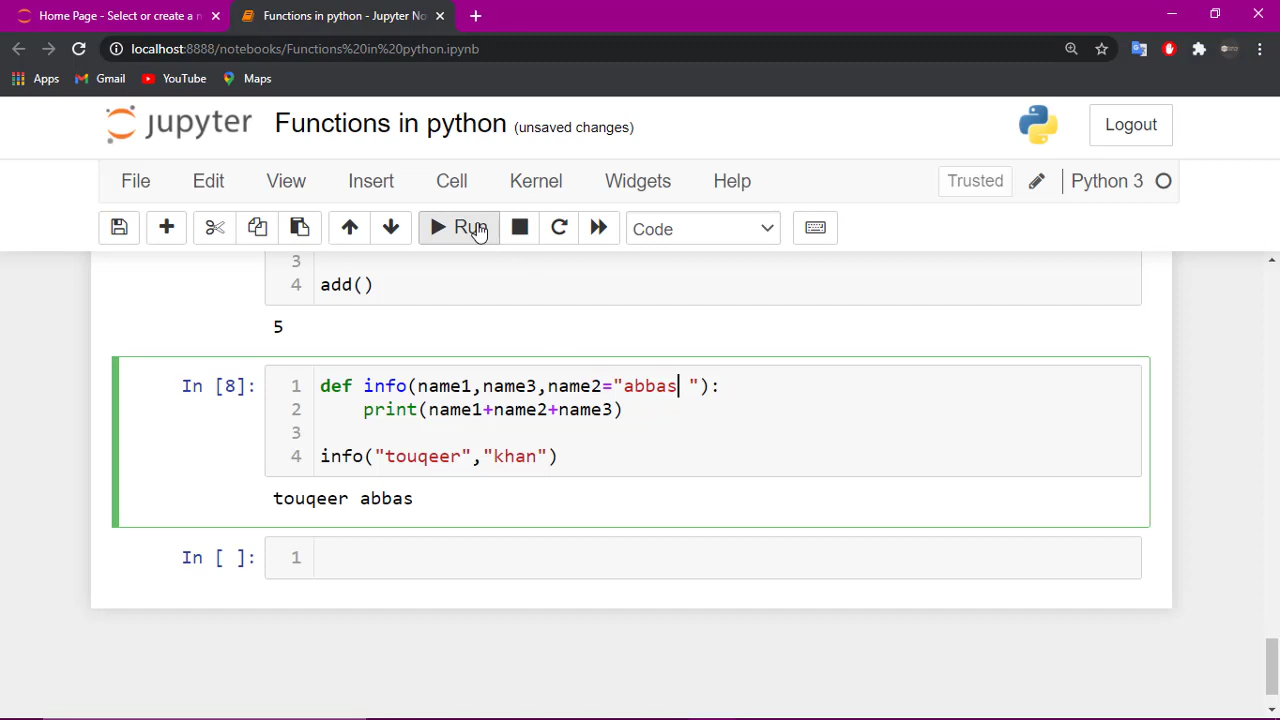 Home Page - Select or create a n
Functions in python - Jupyter No
localhost:8888/notebooks/Functions%20in%20python.ipynb
Apps Gmail YouTube Maps
jupyter Functions in python (unsaved changes) Logout
File Edit View Insert Cell Kernel Widgets Help Trusted Python 3
Run Code
3
4 add()
5
In [8]: 1 def info(name1,name3,name2="abbas "):
2 print(name1+name2+name3)
3
4 info("touqeer","khan")
touqeer abbas
In [ ]: 1